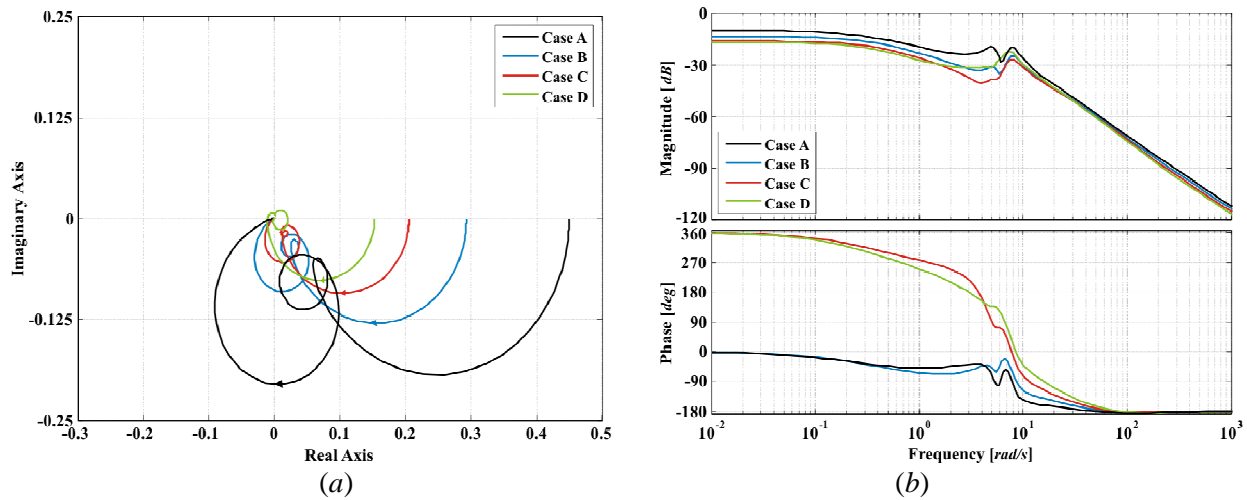 0.25
0.125
0
-0.125
-0.25
Imaginary Axis
Case A
Case B
Case C
Case D
-0.3 -0.2 -0.1 0 0.1 0.2 0.3 0.4 0.5
Real Axis
(a)
0
-30
-60
-90
-120
Magnitude [dB]
Case A
Case B
Case C
Case D
360
270
180
90
0
-90
-180
Phase [deg]
10^-2 10^-1 10^0 10^1 10^2 10^3
Frequency [rad/s]
(b)